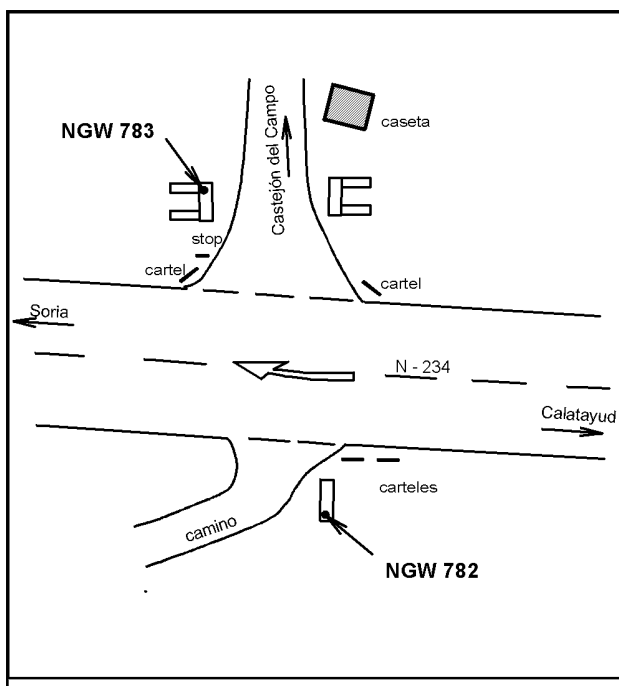 caseta
NGW 783
Castejón del Campo
stop
cartel
cartel
Soria
N - 234
Calatayud
carteles
camino
NGW 782